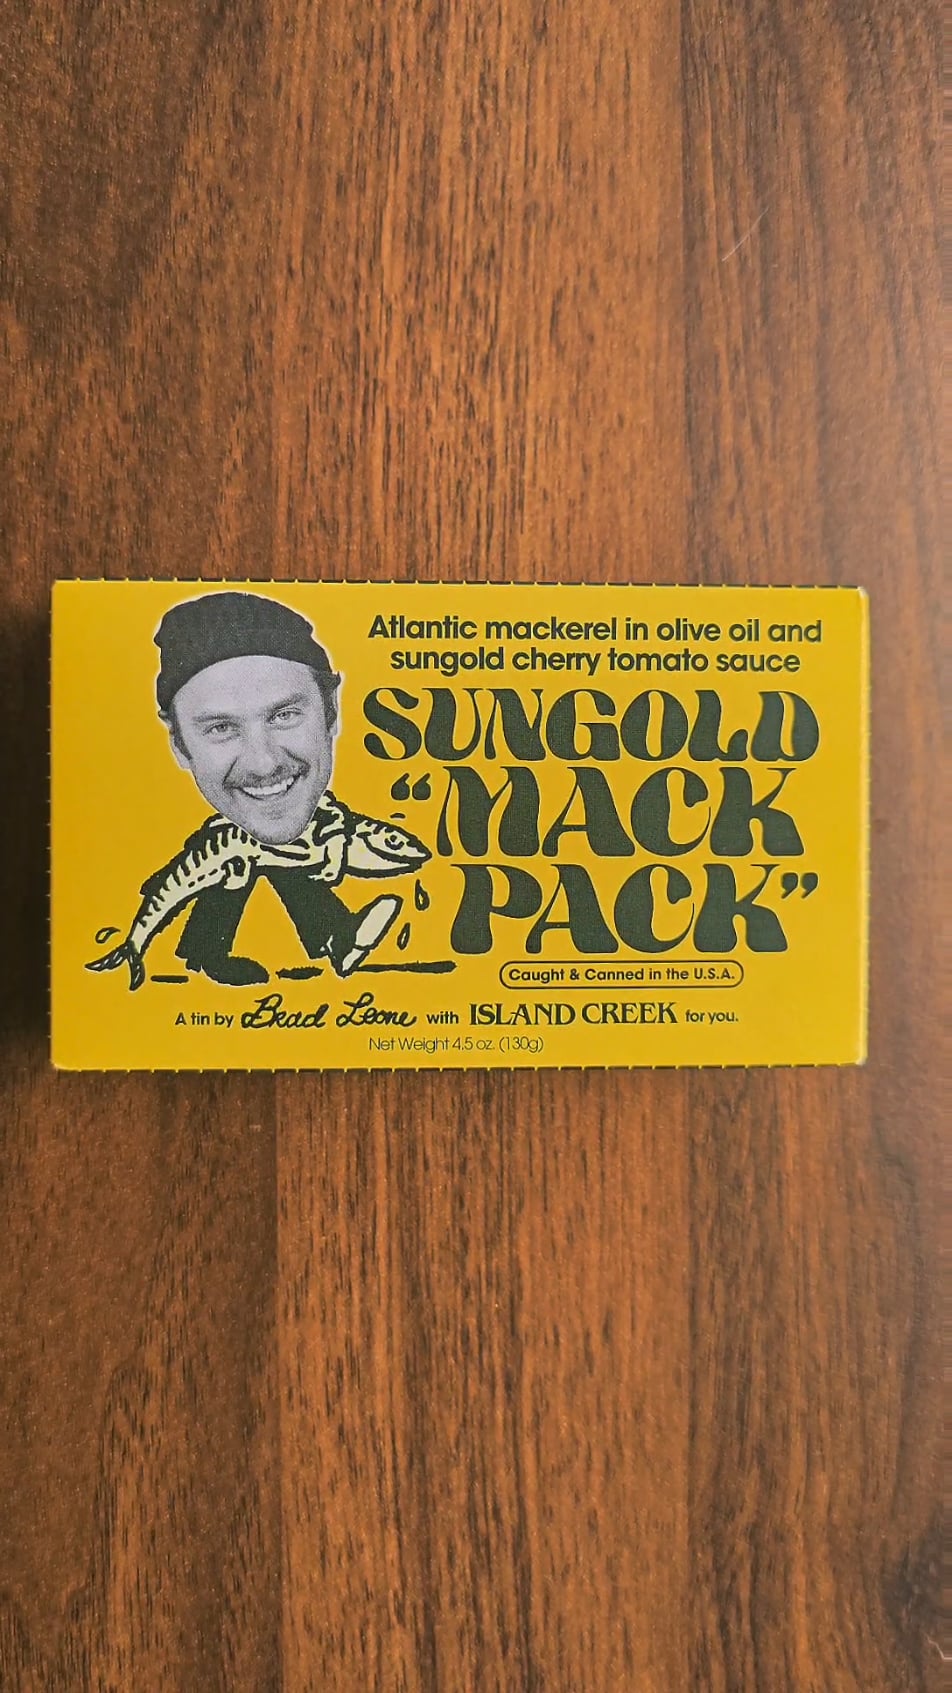 Atlantic mackerel in olive oil and
sungold cherry tomato sauce
SUNGOLD
“MACK
PACK”
Caught & Canned in the U.S.A.
A tin by Brad Leone with ISLAND CREEK for you.
Net Weight 4.5 oz. (130g)